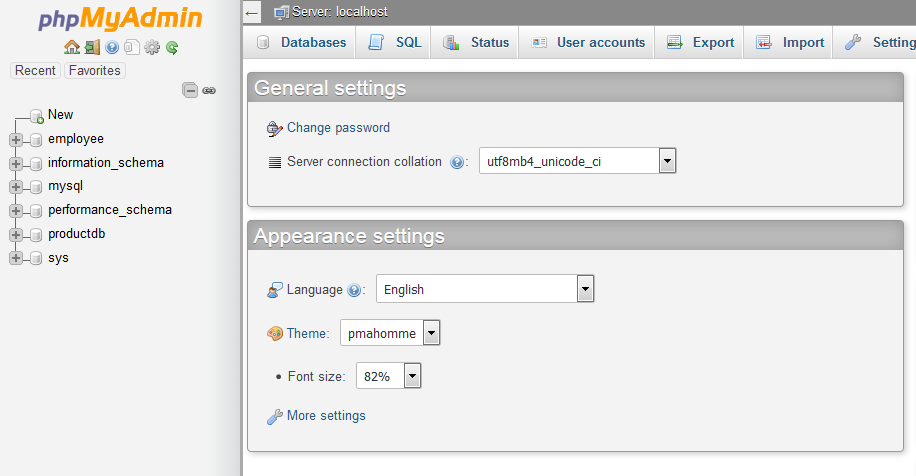 phpMyAdmin
Recent Favorites
New
employee
information_schema
mysql
performance_schema
productdb
sys
Server: localhost
Databases SQL Status User accounts Export Import Setting
General settings
Change password
Server connection collation : utf8mb4_unicode_ci
Appearance settings
Language : English
Theme: pmahomme
Font size: 82%
More settings